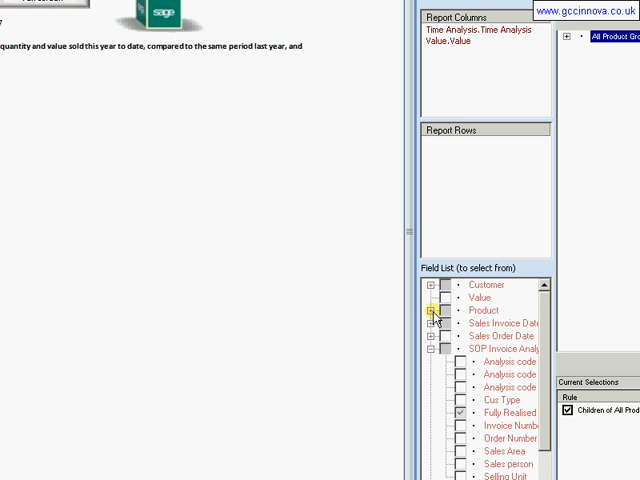 sage
quantity and value sold this year to date, compared to the same period last year, and
Report Columns
Time Analysis.Time Analysis
Value.Value
Report Rows
Field List (to select from)
Customer
Value
Product
Sales Invoice Date
Sales Order Date
SOP Invoice Analy
Analysis code
Analysis code
Analysis code
Cus Type
Fully Realised
Invoice Numb
Order Number
Sales Area
Sales person
Selling Unit
www.gccinnova.co.uk
All Product Gro
Current Selections
Rule
Children of All Prod